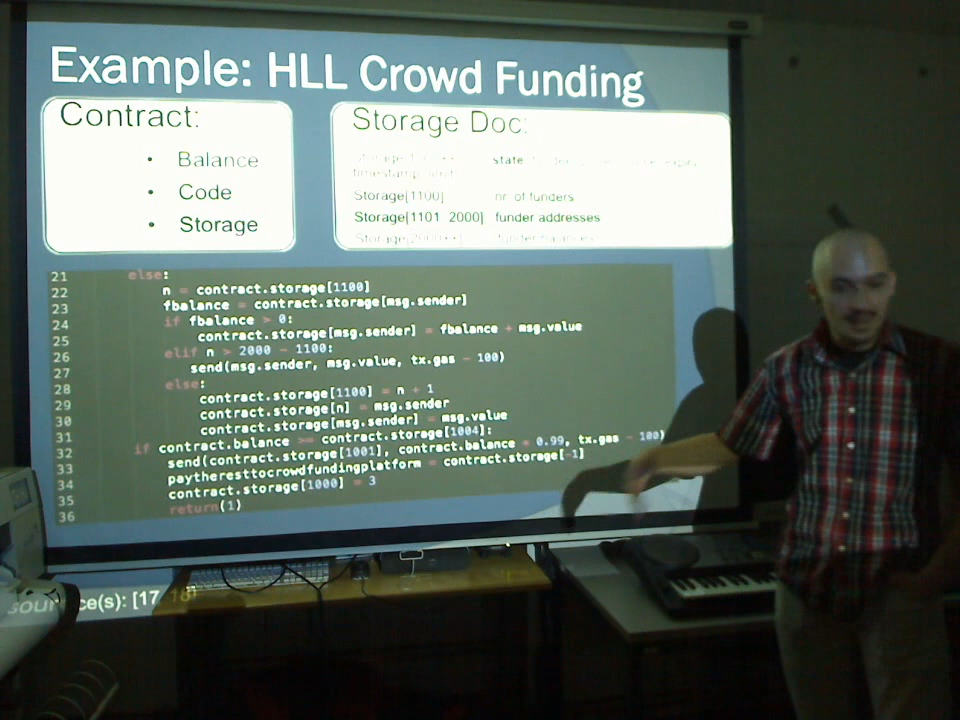 Example: HLL Crowd Funding
Contract:
• Balance
• Code
• Storage
Storage Doc:
state
Storage[1100] nr. of funders
Storage[1101 2000] funder addresses
funder balances
21 else:
22 n = contract.storage[1100]
23 fbalance = contract.storage[msg.sender]
24 if fbalance > 0:
25 contract.storage[msg.sender] = fbalance + msg.value
26 elif n > 2000 - 1100:
27 send(msg.sender, msg.value, tx.gas - 100)
28 else:
29 contract.storage[1100] = n + 1
30 contract.storage[n] = msg.sender
31 contract.storage[msg.sender] = msg.value
32 if contract.balance >= contract.storage[1004]:
33 send(contract.storage[1001], contract.balance * 0.99, tx.gas - 100)
34 paytheresttocrowdfundingplatform = contract.storage[-1]
35 contract.storage[1000] = 3
36 return(1)
source(s): [17, 18]